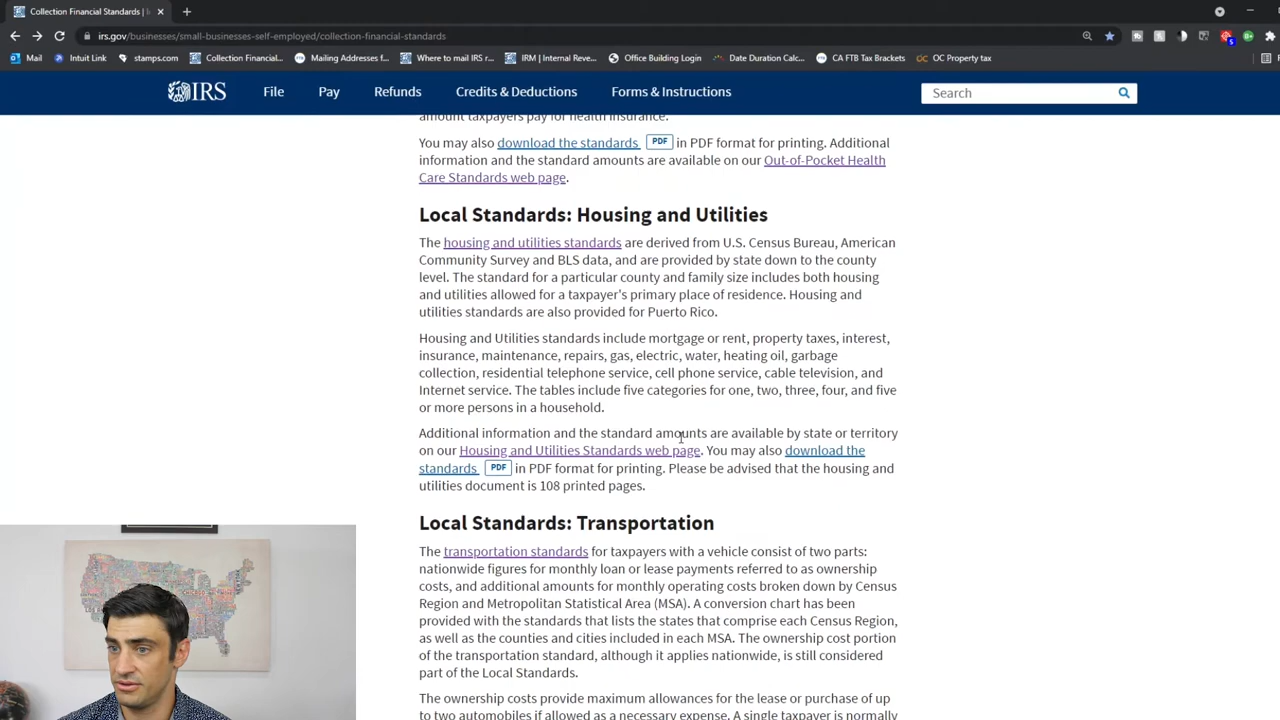 Collection Financial Standards | I
irs.gov/businesses/small-businesses-self-employed/collection-financial-standards
Mail
Intuit Link
stamps.com
Collection Financial...
Mailing Addresses f...
Where to mail IRS r...
IRM | Internal Reve...
Office Building Login
Date Duration Calc...
CA FTB Tax Brackets
OC Property tax
IRS
File
Pay
Refunds
Credits & Deductions
Forms & Instructions
Search
amount taxpayers pay for health insurance.
You may also download the standards PDF in PDF format for printing. Additional
information and the standard amounts are available on our Out-of-Pocket Health
Care Standards web page.
Local Standards: Housing and Utilities
The housing and utilities standards are derived from U.S. Census Bureau, American
Community Survey and BLS data, and are provided by state down to the county
level. The standard for a particular county and family size includes both housing
and utilities allowed for a taxpayer's primary place of residence. Housing and
utilities standards are also provided for Puerto Rico.
Housing and Utilities standards include mortgage or rent, property taxes, interest,
insurance, maintenance, repairs, gas, electric, water, heating oil, garbage
collection, residential telephone service, cell phone service, cable television, and
Internet service. The tables include five categories for one, two, three, four, and five
or more persons in a household.
Additional information and the standard amounts are available by state or territory
on our Housing and Utilities Standards web page. You may also download the
standards PDF in PDF format for printing. Please be advised that the housing and
utilities document is 108 printed pages.
Local Standards: Transportation
The transportation standards for taxpayers with a vehicle consist of two parts:
nationwide figures for monthly loan or lease payments referred to as ownership
costs, and additional amounts for monthly operating costs broken down by Census
Region and Metropolitan Statistical Area (MSA). A conversion chart has been
provided with the standards that lists the states that comprise each Census Region,
as well as the counties and cities included in each MSA. The ownership cost portion
of the transportation standard, although it applies nationwide, is still considered
part of the Local Standards.
The ownership costs provide maximum allowances for the lease or purchase of up
to two automobiles if allowed as a necessary expense. A single taxpayer is normally